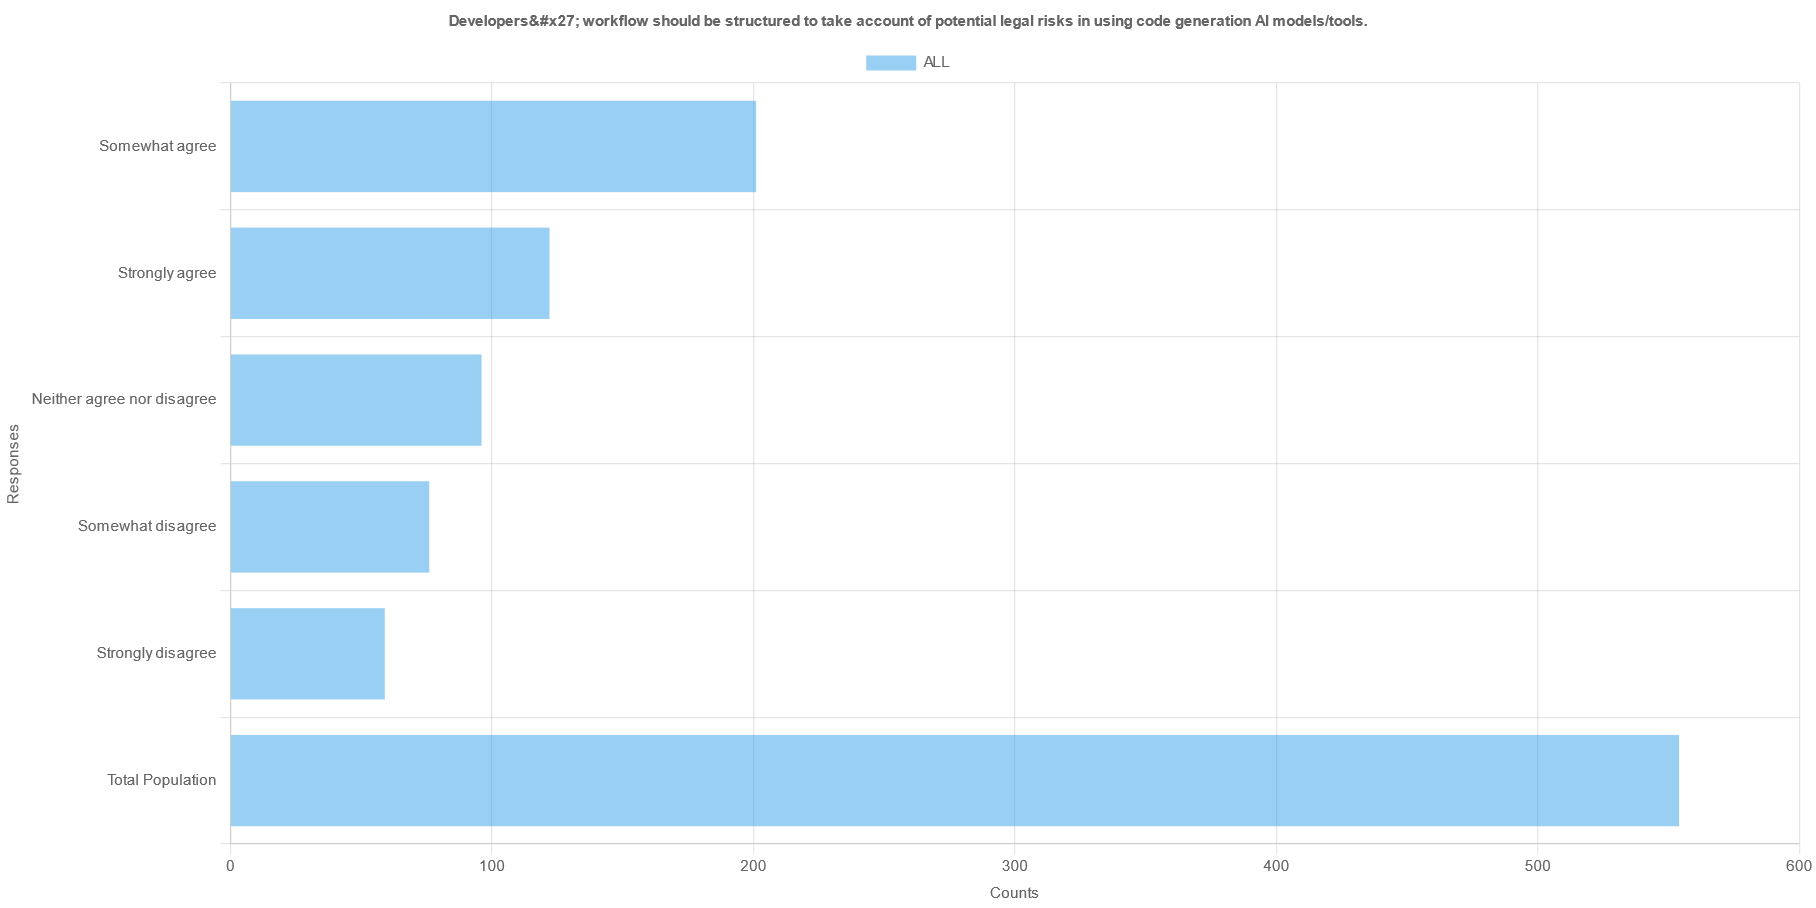 Developers&#x27; workflow should be structured to take account of potential legal risks in using code generation AI models/tools.
ALL
Somewhat agree
Strongly agree
Neither agree nor disagree
Somewhat disagree
Strongly disagree
Total Population
Responses
0 100 200 300 400 500 600
Counts